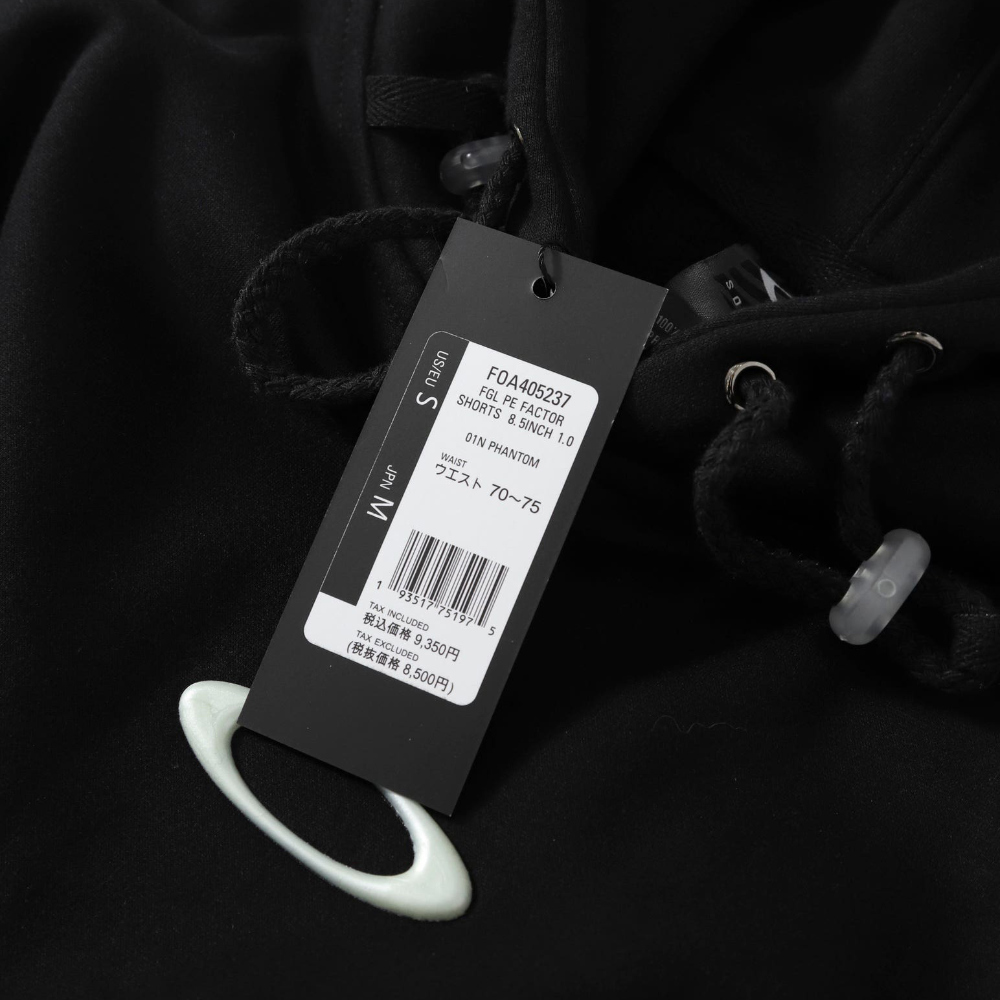 US/EU S
JPN M
FOA405237
FGL PE FACTOR
SHORTS 8.5INCH 1.0
01N PHANTOM
WAIST
ウエスト 70～75
1 93517 75197 5
TAX INCLUDED
税込価格 9,350円
TAX EXCLUDED
(税抜価格 8,500円)
100%